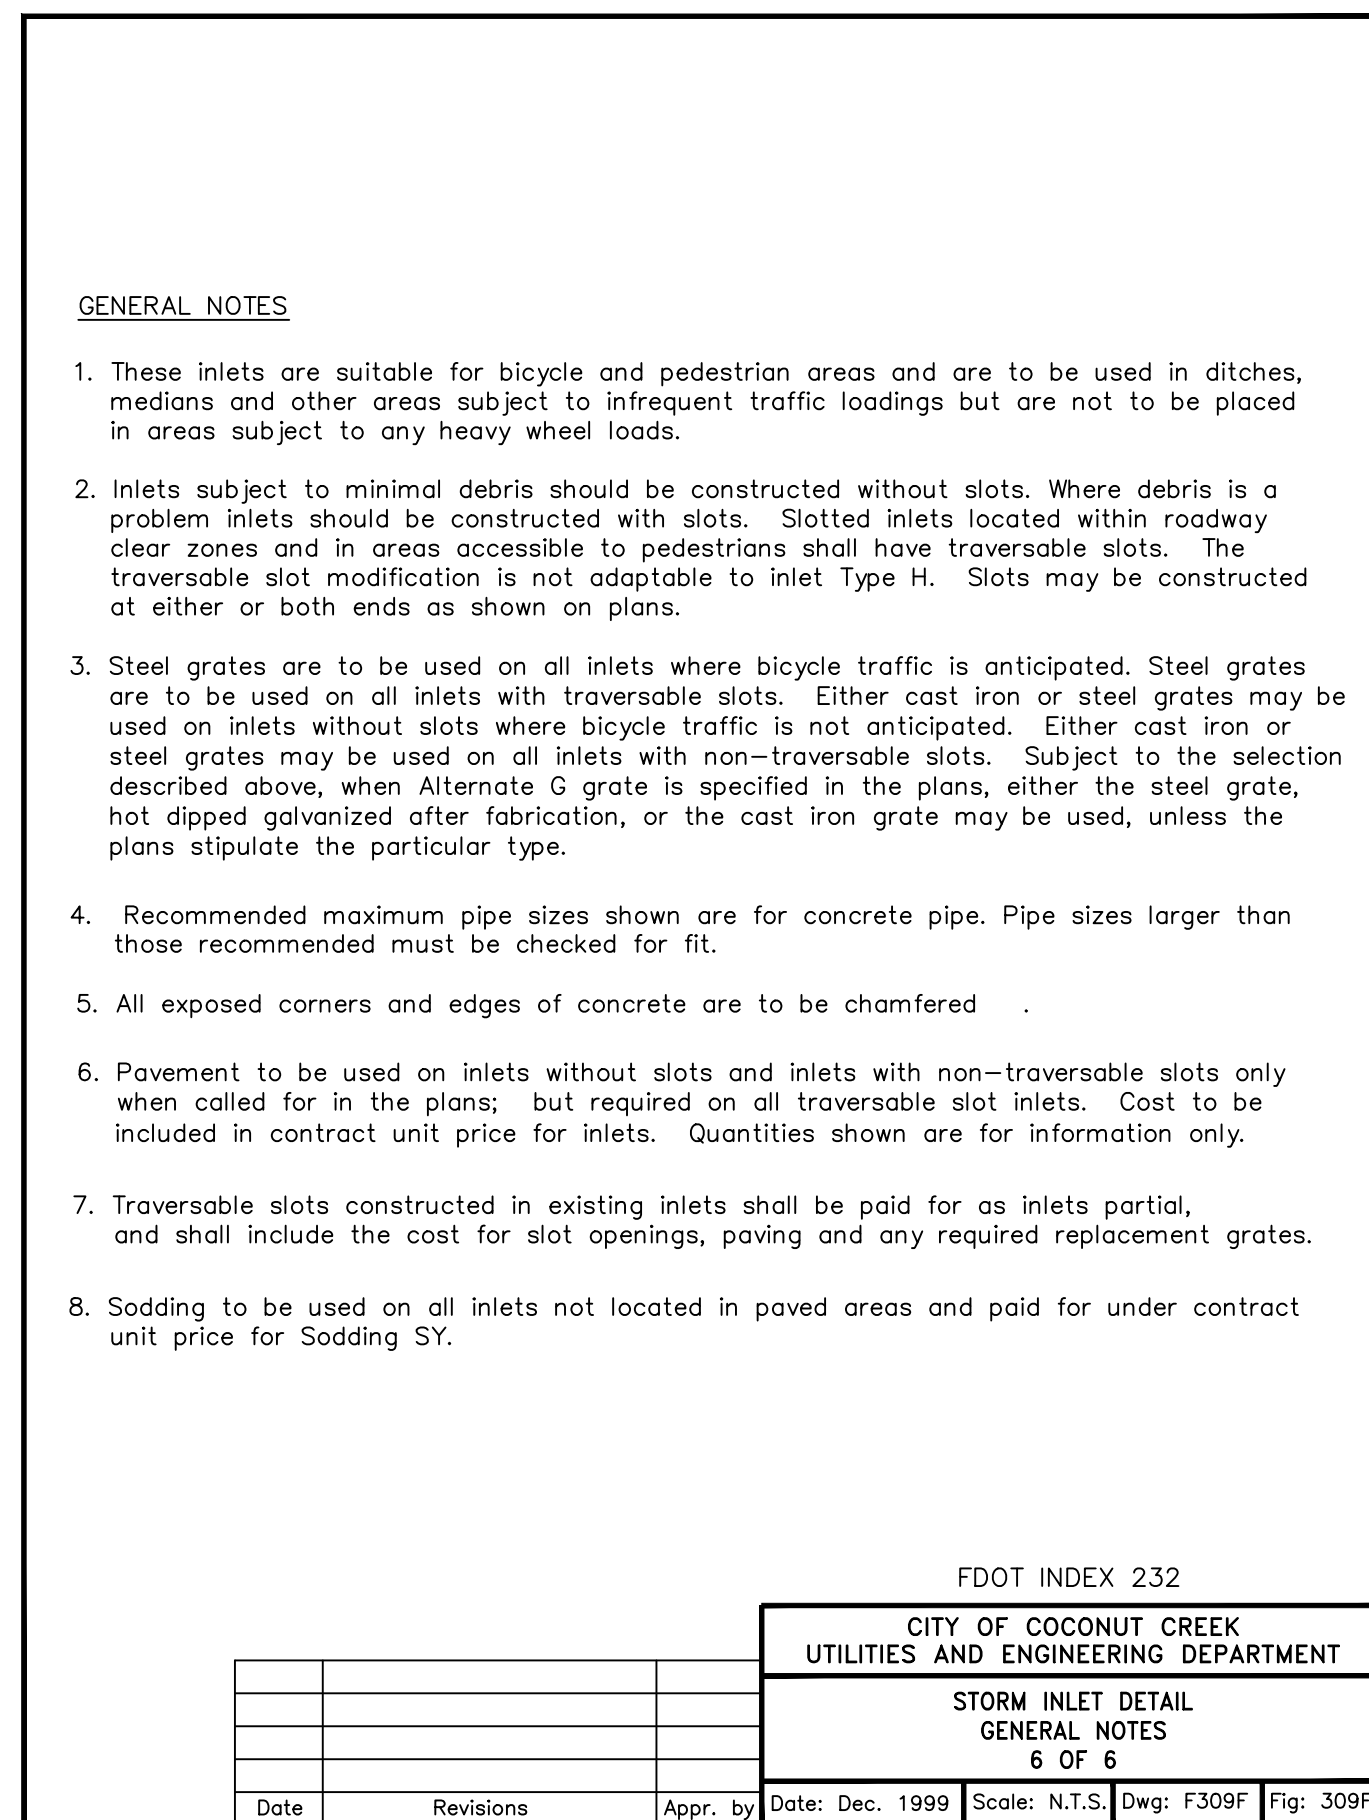 GENERAL NOTES
1. These inlets are suitable for bicycle and pedestrian areas and are to be used in ditches,
medians and other areas subject to infrequent traffic loadings but are not to be placed
in areas subject to any heavy wheel loads.
2. Inlets subject to minimal debris should be constructed without slots. Where debris is a
problem inlets should be constructed with slots. Slotted inlets located within roadway
clear zones and in areas accessible to pedestrians shall have traversable slots. The
traversable slot modification is not adaptable to inlet Type H. Slots may be constructed
at either or both ends as shown on plans.
3. Steel grates are to be used on all inlets where bicycle traffic is anticipated. Steel grates
are to be used on all inlets with traversable slots. Either cast iron or steel grates may be
used on inlets without slots where bicycle traffic is not anticipated. Either cast iron or
steel grates may be used on all inlets with non-traversable slots. Subject to the selection
described above, when Alternate G grate is specified in the plans, either the steel grate,
hot dipped galvanized after fabrication, or the cast iron grate may be used, unless the
plans stipulate the particular type.
4. Recommended maximum pipe sizes shown are for concrete pipe. Pipe sizes larger than
those recommended must be checked for fit.
5. All exposed corners and edges of concrete are to be chamfered .
6. Pavement to be used on inlets without slots and inlets with non-traversable slots only
when called for in the plans; but required on all traversable slot inlets. Cost to be
included in contract unit price for inlets. Quantities shown are for information only.
7. Traversable slots constructed in existing inlets shall be paid for as inlets partial,
and shall include the cost for slot openings, paving and any required replacement grates.
8. Sodding to be used on all inlets not located in paved areas and paid for under contract
unit price for Sodding SY.
FDOT INDEX 232
CITY OF COCONUT CREEK
UTILITIES AND ENGINEERING DEPARTMENT
STORM INLET DETAIL
GENERAL NOTES
6 OF 6
Date Revisions Appr. by
Date: Dec. 1999 Scale: N.T.S. Dwg: F309F Fig: 309F